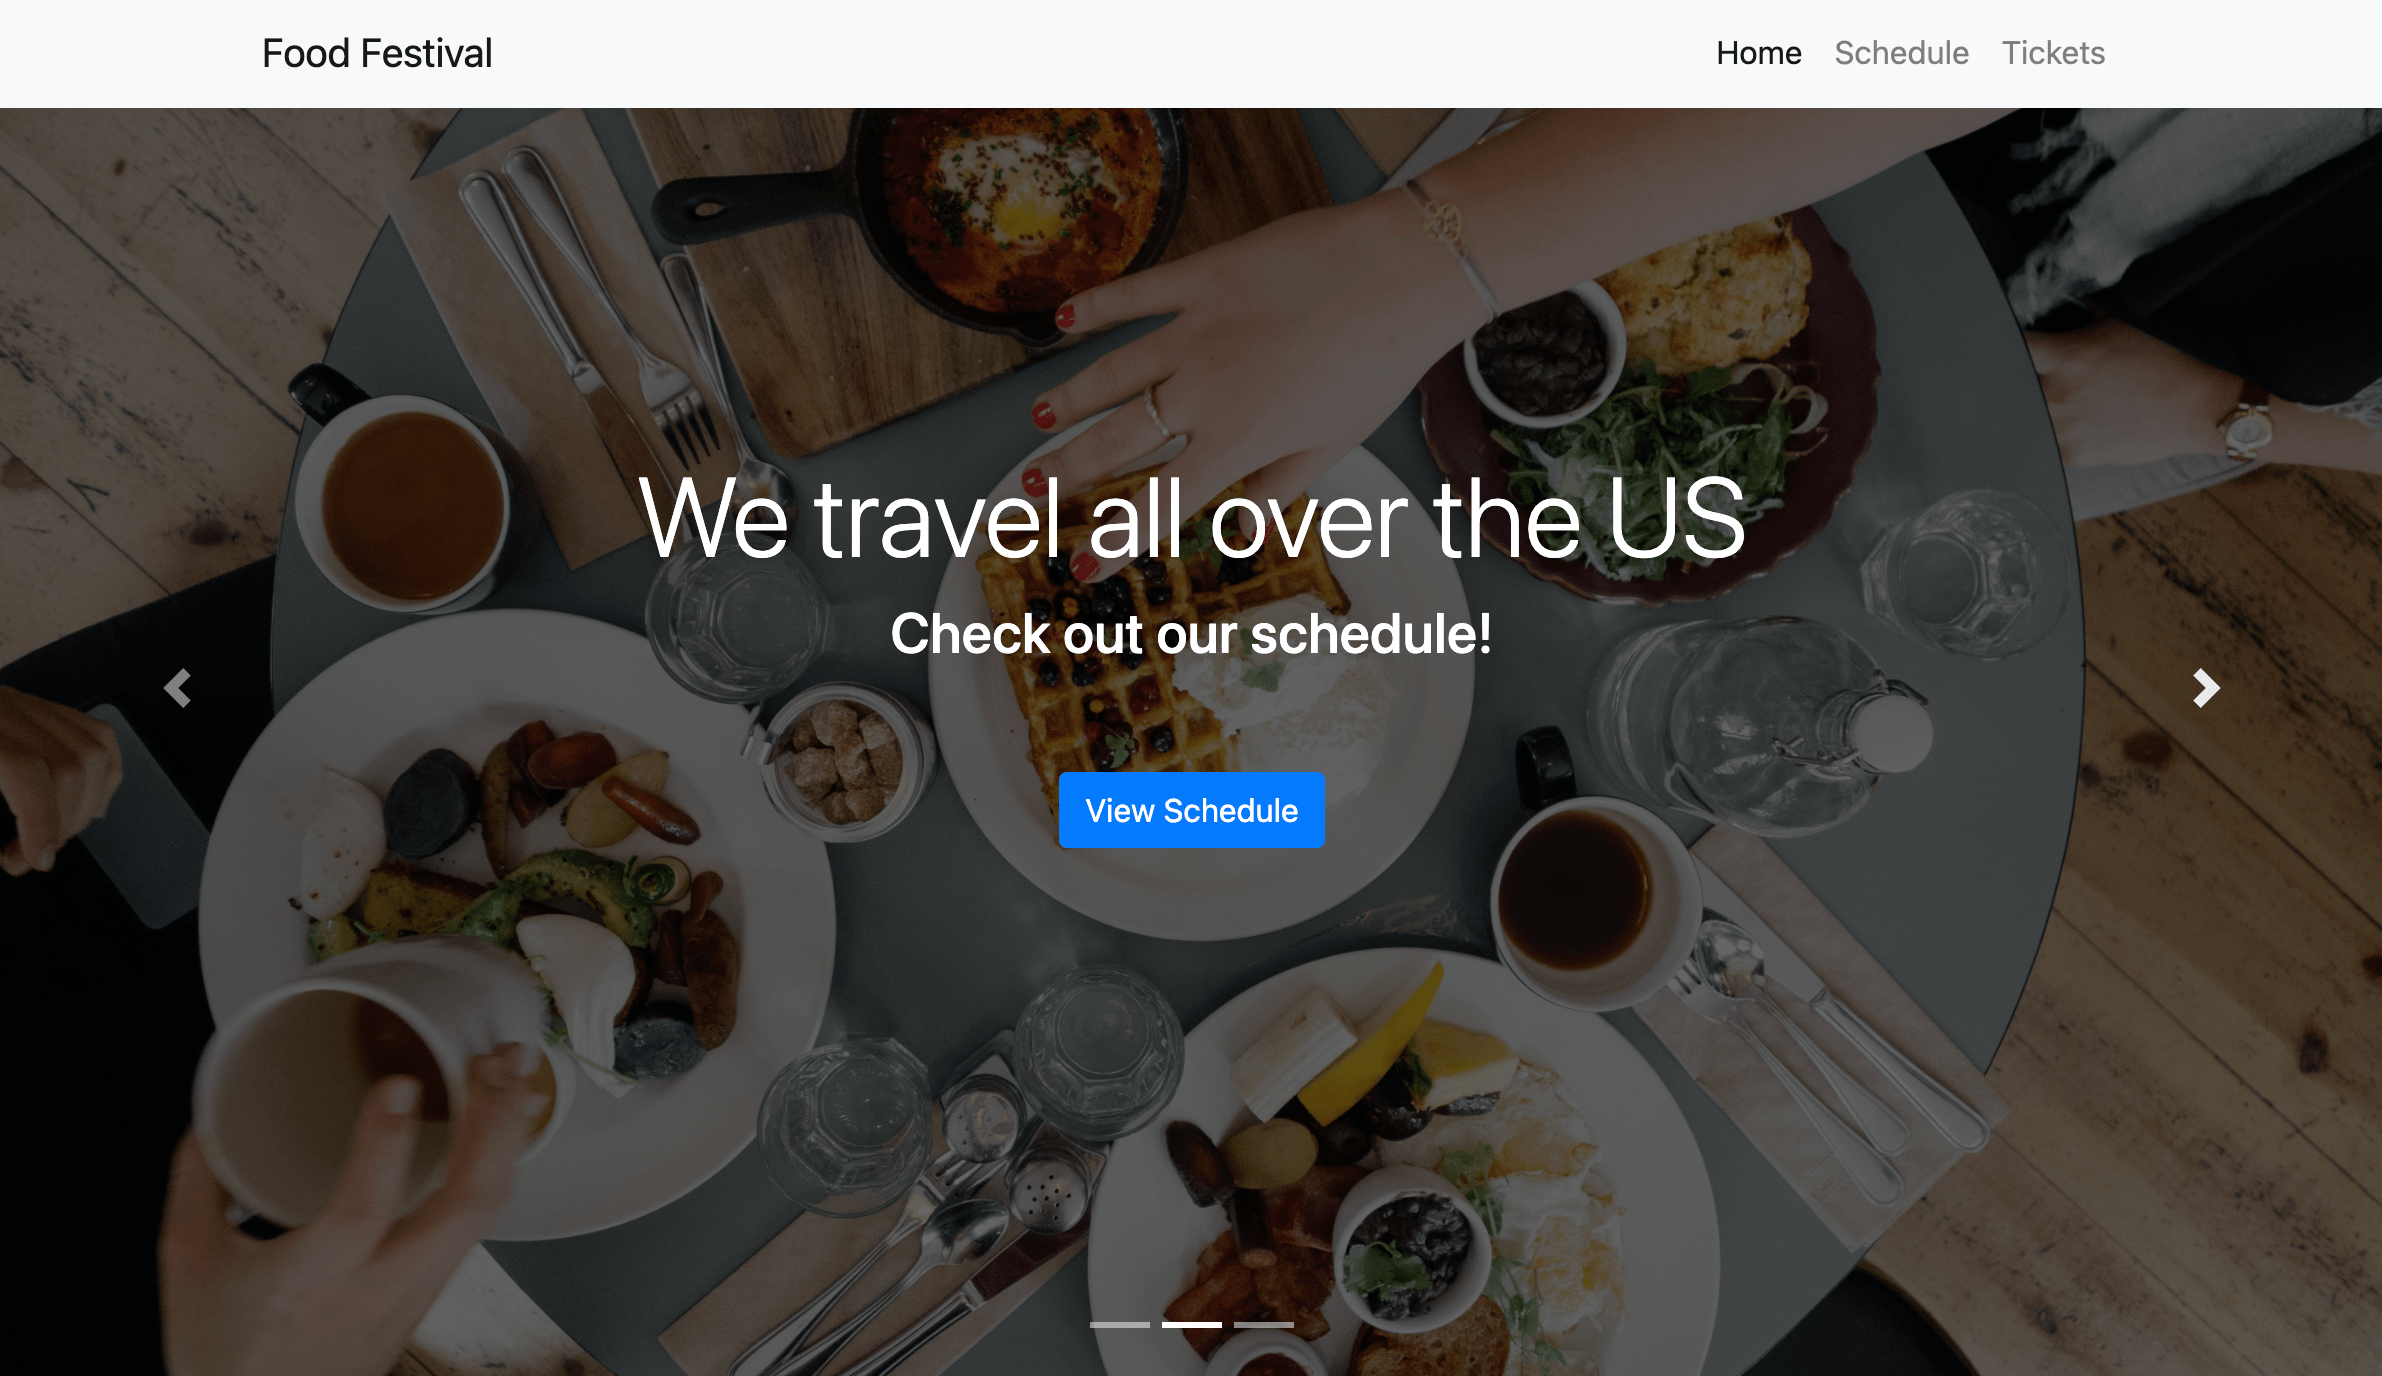 Food Festival
Home Schedule Tickets
We travel all over the US
Check out our schedule!
View Schedule